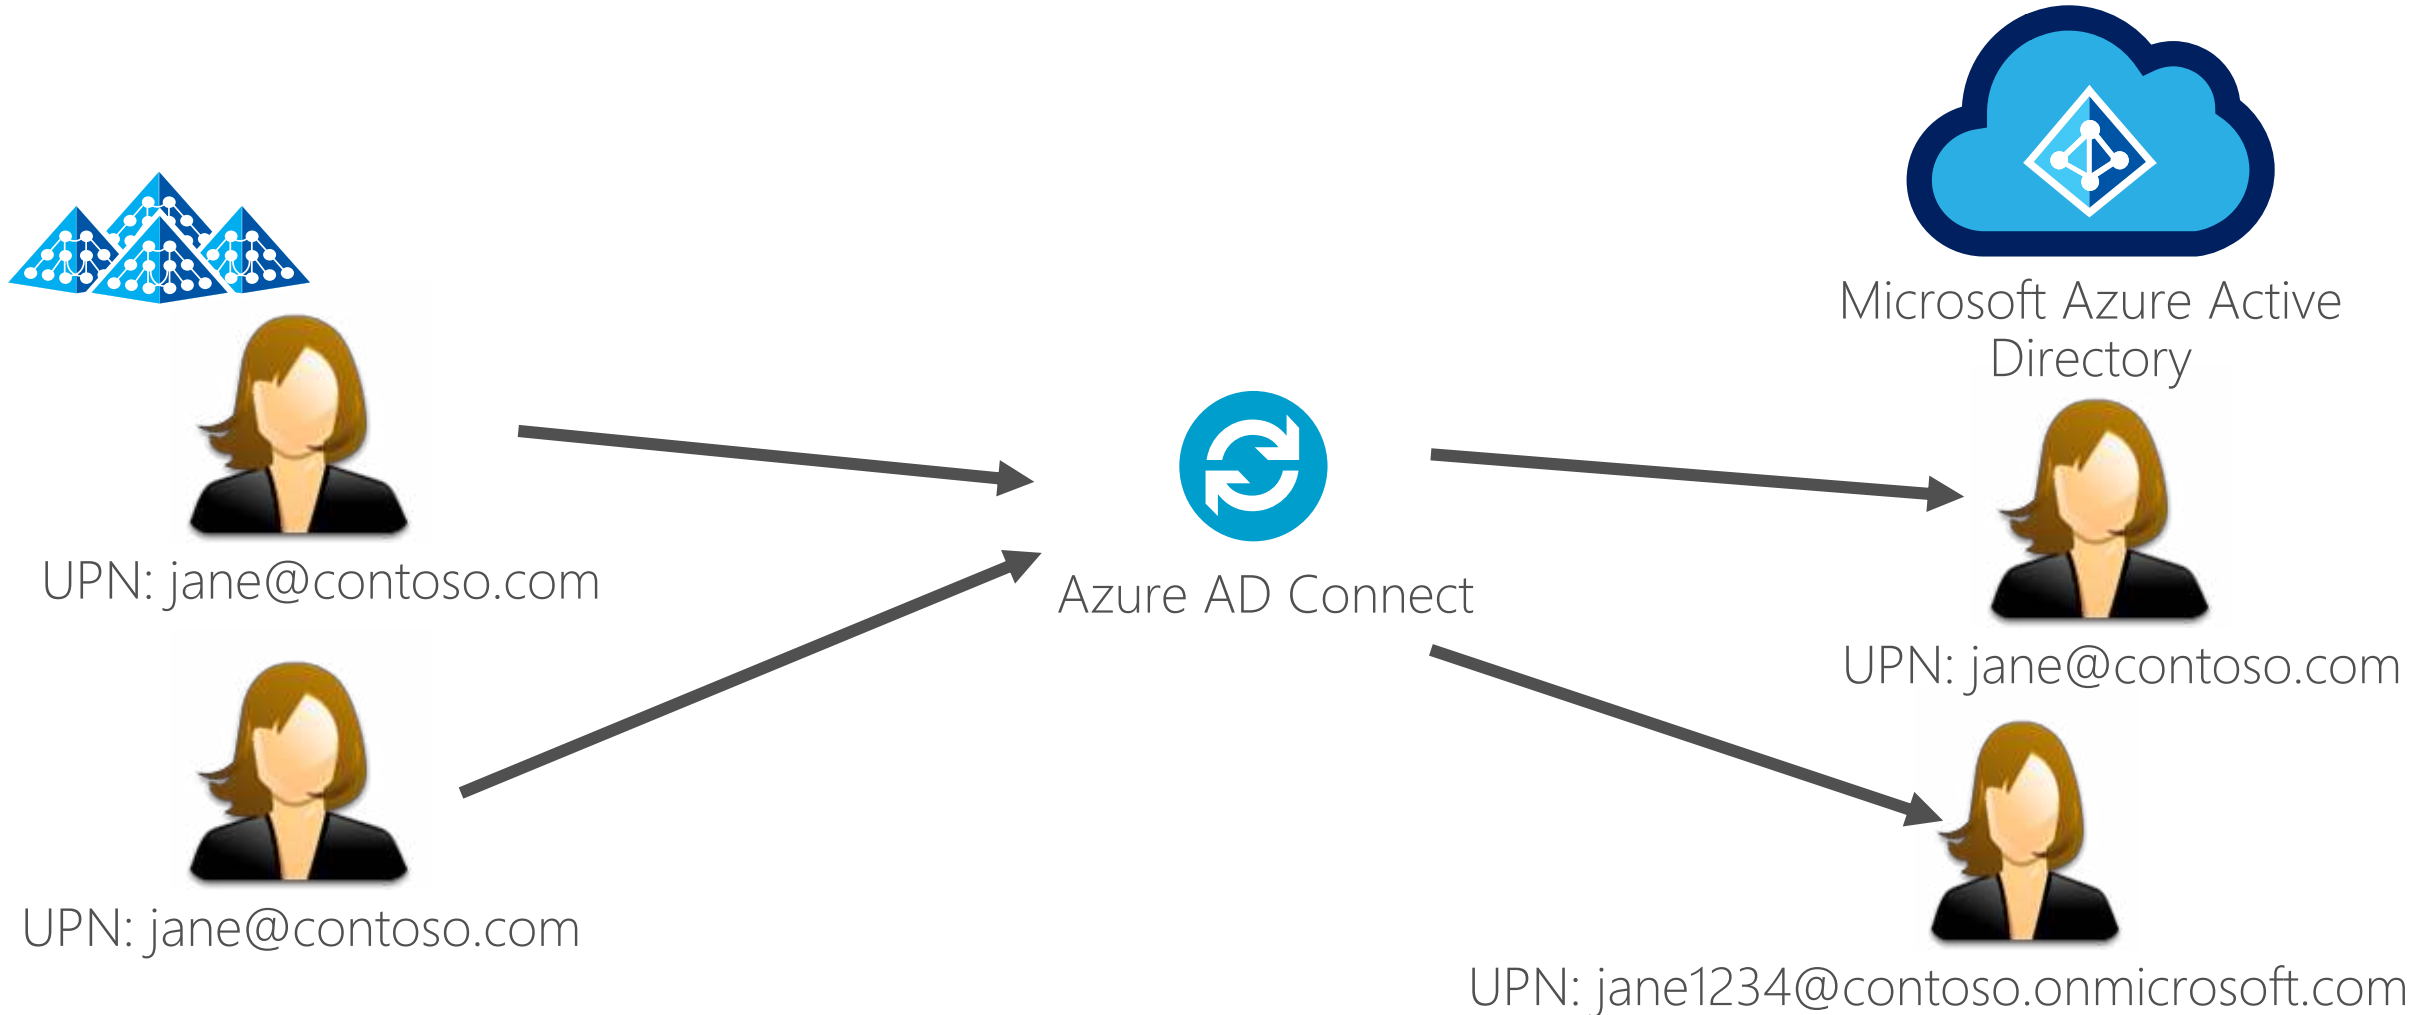 Microsoft Azure Active
Directory
UPN: jane@contoso.com
Azure AD Connect
UPN: jane@contoso.com
UPN: jane@contoso.com
UPN: jane1234@contoso.onmicrosoft.com